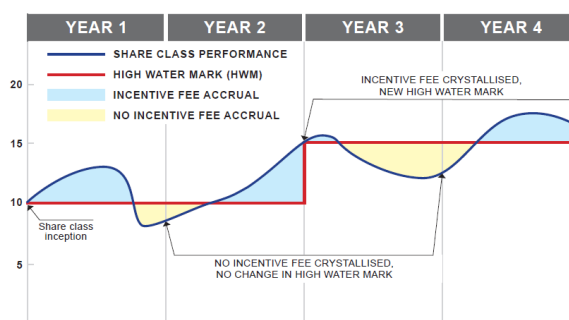 YEAR 1 YEAR 2 YEAR 3 YEAR 4
SHARE CLASS PERFORMANCE
HIGH WATER MARK (HWM)
INCENTIVE FEE ACCRUAL
NO INCENTIVE FEE ACCRUAL
INCENTIVE FEE CRYSTALLISED,
NEW HIGH WATER MARK
20
15
10
5
Share class
inception
NO INCENTIVE FEE CRYSTALLISED,
NO CHANGE IN HIGH WATER MARK